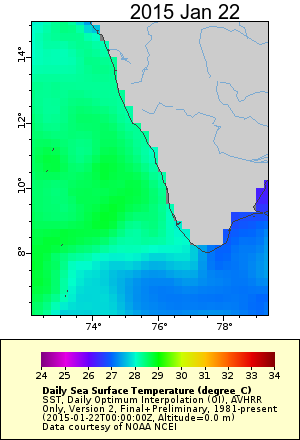 2015 Jan 22
14°
12°
10°
8°
74° 76° 78°
24 25 26 27 28 29 30 31 32 33 34
Daily Sea Surface Temperature (degree_C)
SST, Daily Optimum Interpolation (OI), AVHRR
Only, Version 2, Final+Preliminary, 1981-present
(2015-01-22T00:00:00Z, Altitude=0.0 m)
Data courtesy of NOAA NCEI